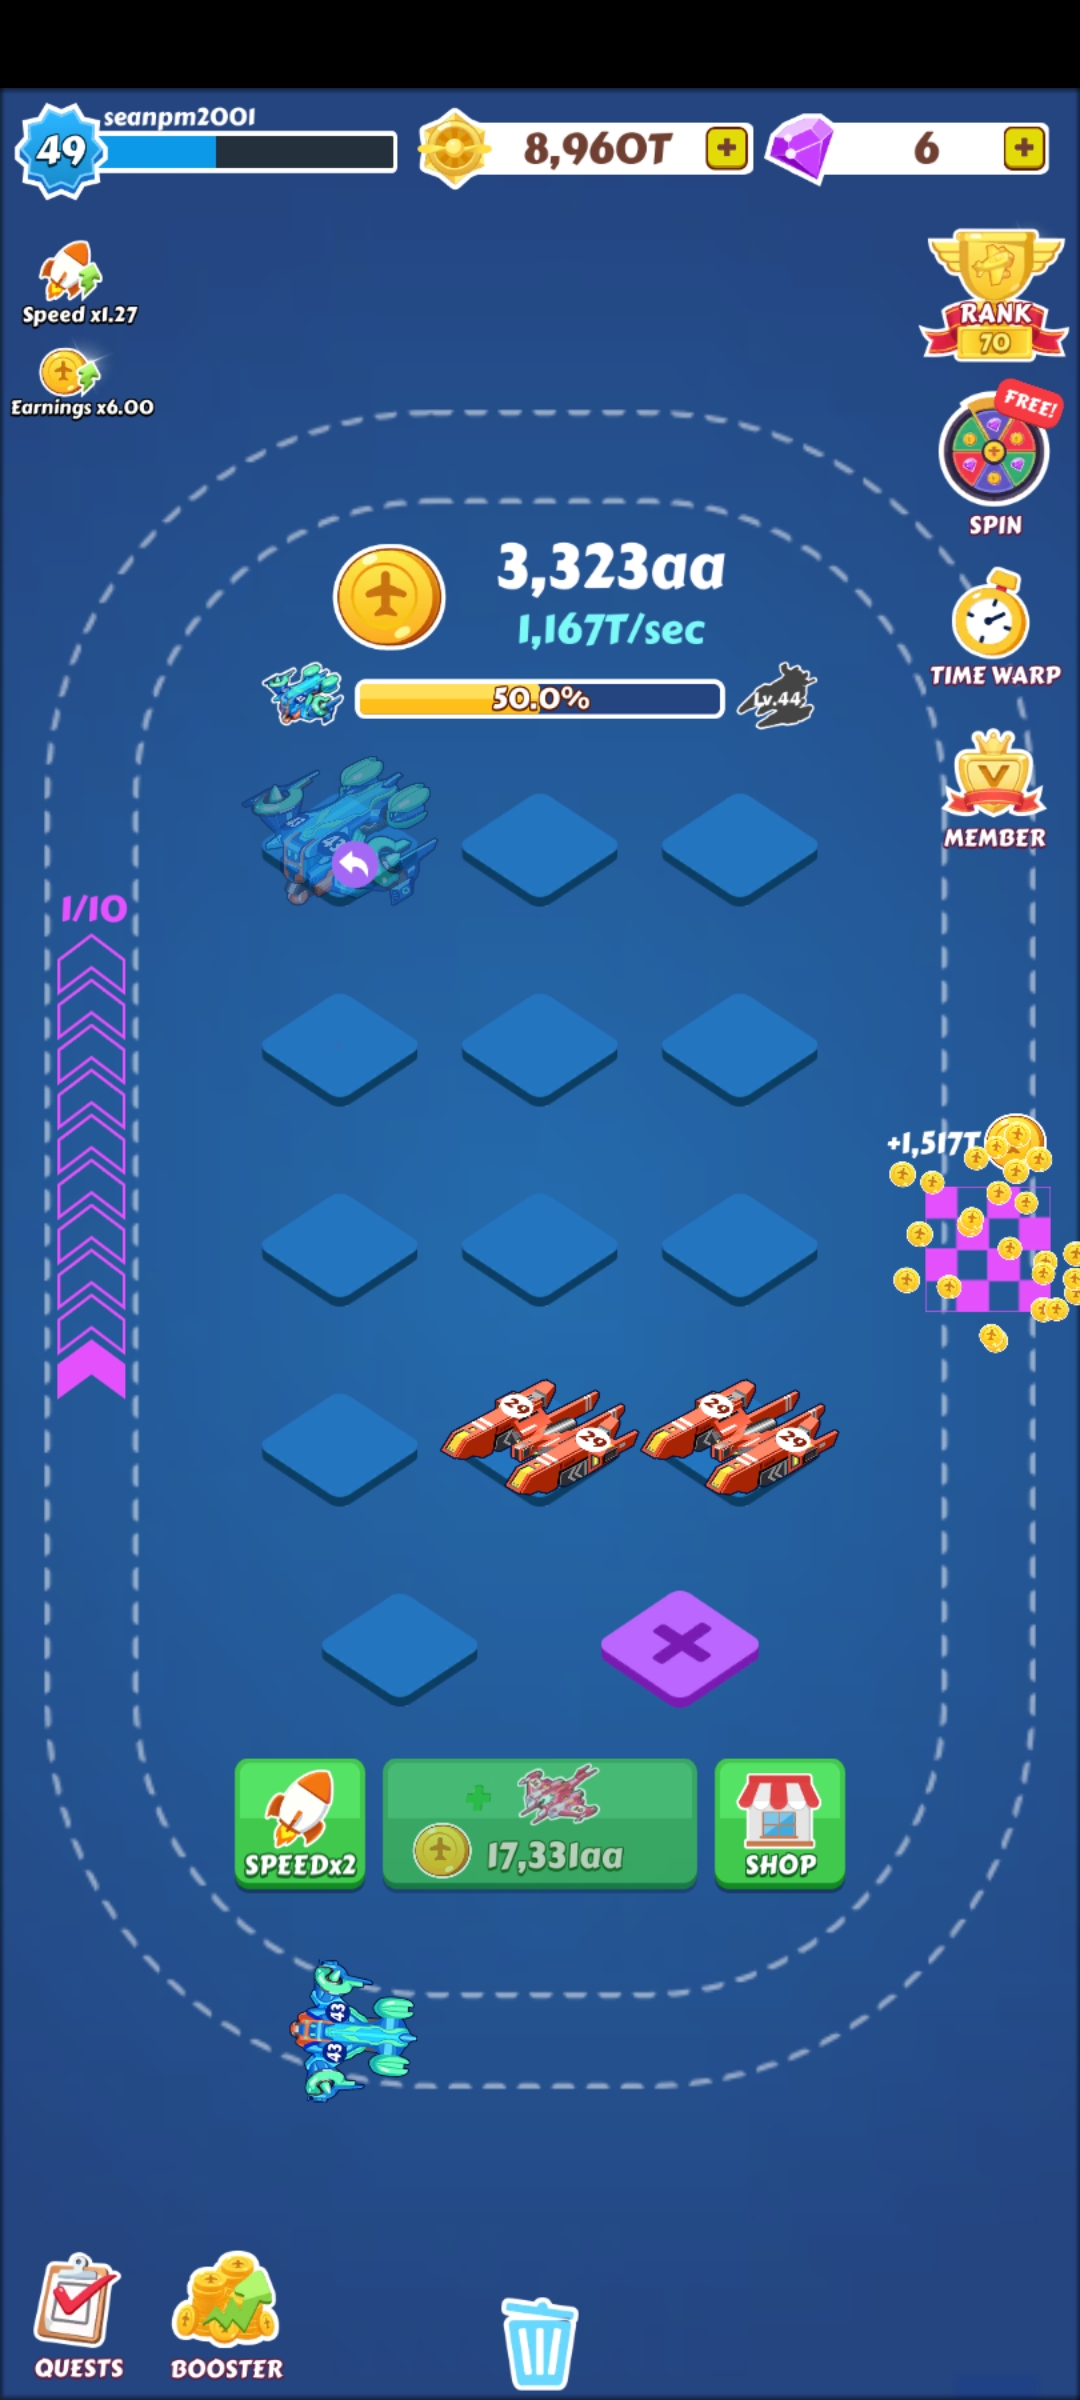 seanpm2001
49
8,960T
6
Speed x1.27
Earnings x6.00
RANK
70
FREE!
SPIN
3,323aa
1,167T/sec
50.0%
Lv.44
TIME WARP
MEMBER
43
43
1/10
+1,517T
29
29
29
29
SPEEDx2
17,331aa
SHOP
43
43
QUESTS
BOOSTER